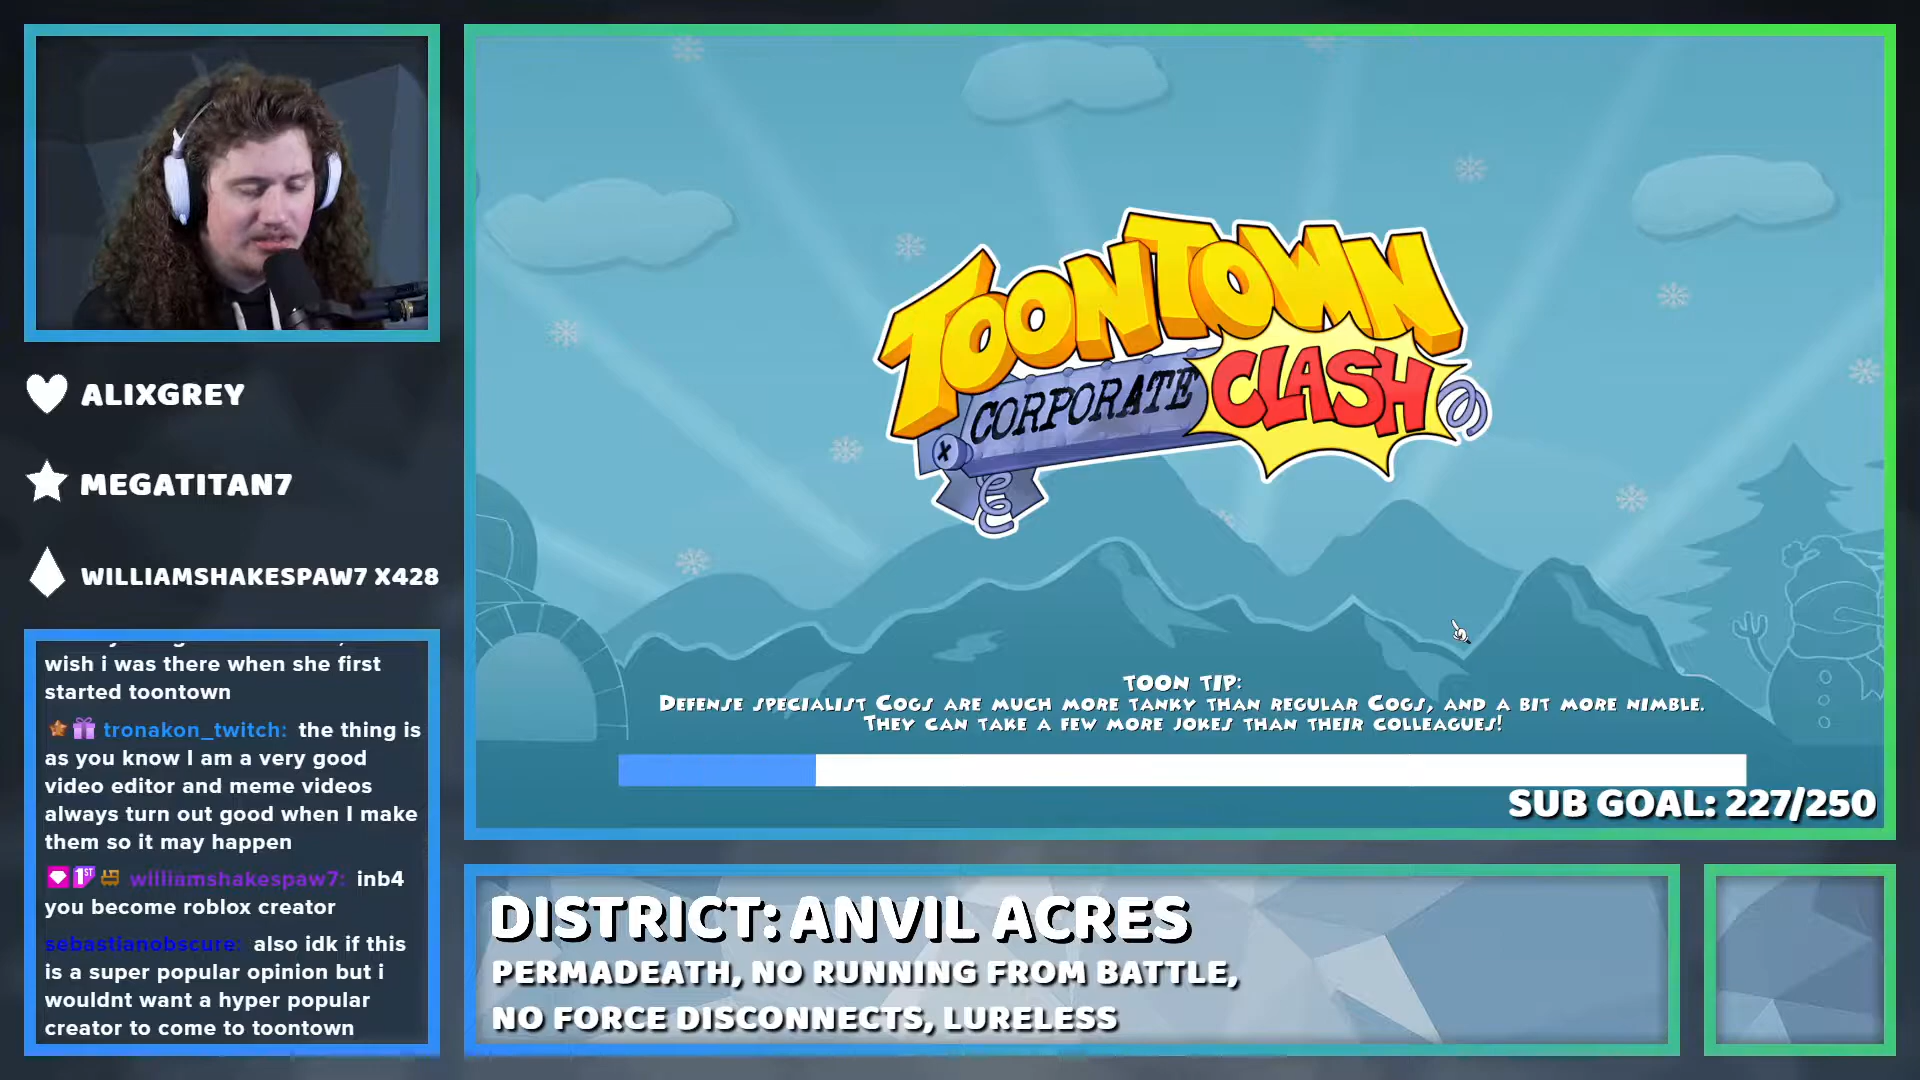 ALIXGREY
MEGATITAN7
WILLIAMSHAKESPAW7 X428
wish i was there when she first
started toontown
tronakon_twitch: the thing is
as you know I am a very good
video editor and meme videos
always turn out good when I make
them so it may happen
1ST williamshakespaw7: inb4
you become roblox creator
sebastianobscure: also idk if this
is a super popular opinion but i
wouldnt want a hyper popular
creator to come to toontown
TOONTOWN
CORPORATE CLASH
TOON TIP:
DEFENSE SPECIALIST COGS ARE MUCH MORE TANKY THAN REGULAR COGS, AND A BIT MORE NIMBLE.
THEY CAN TAKE A FEW MORE JOKES THAN THEIR COLLEAGUES!
SUB GOAL: 227/250
DISTRICT: ANVIL ACRES
PERMADEATH, NO RUNNING FROM BATTLE,
NO FORCE DISCONNECTS, LURELESS